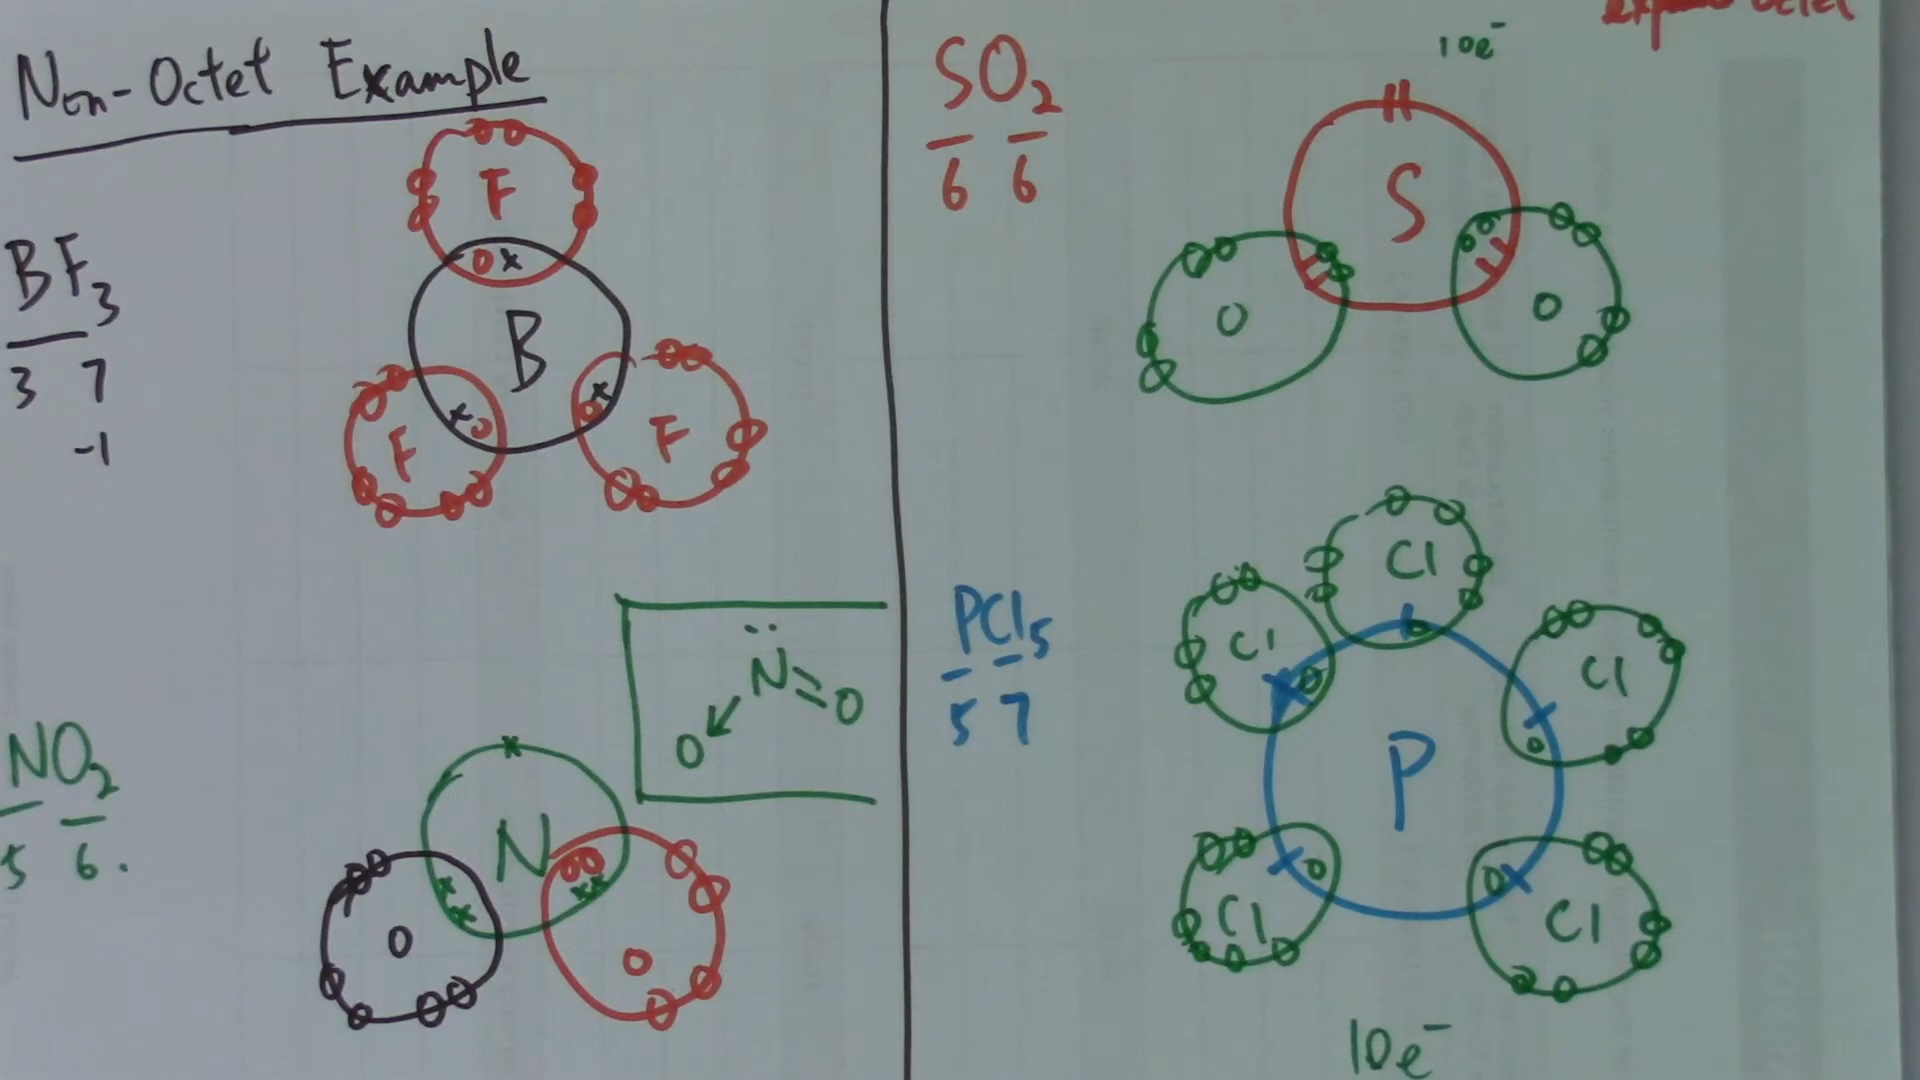 Non-Octet Example
F
BF3
3 7
-1
B
F
F
N̈=O
O
NO2
5 6.
N
O
O
octet
SO2
6 6
10e⁻
S
O
O
PCl5
5 7
Cl
Cl
Cl
P
Cl
Cl
10e⁻